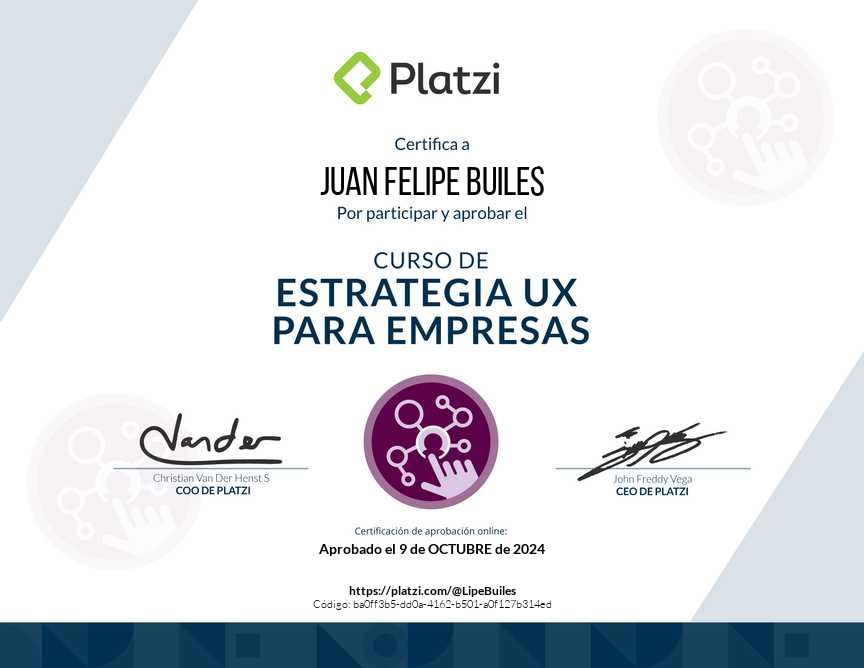 Platzi
Certifica a
JUAN FELIPE BUILES
Por participar y aprobar el
CURSO DE
ESTRATEGIA UX
PARA EMPRESAS
Vander
Christian Van Der Henst S
COO DE PLATZI
John Freddy Vega
CEO DE PLATZI
Certificación de aprobación online:
Aprobado el 9 de OCTUBRE de 2024
https://platzi.com/@LipeBuiles
Código: ba0ff3b5-dd0a-4162-b501-a0f127b314ed